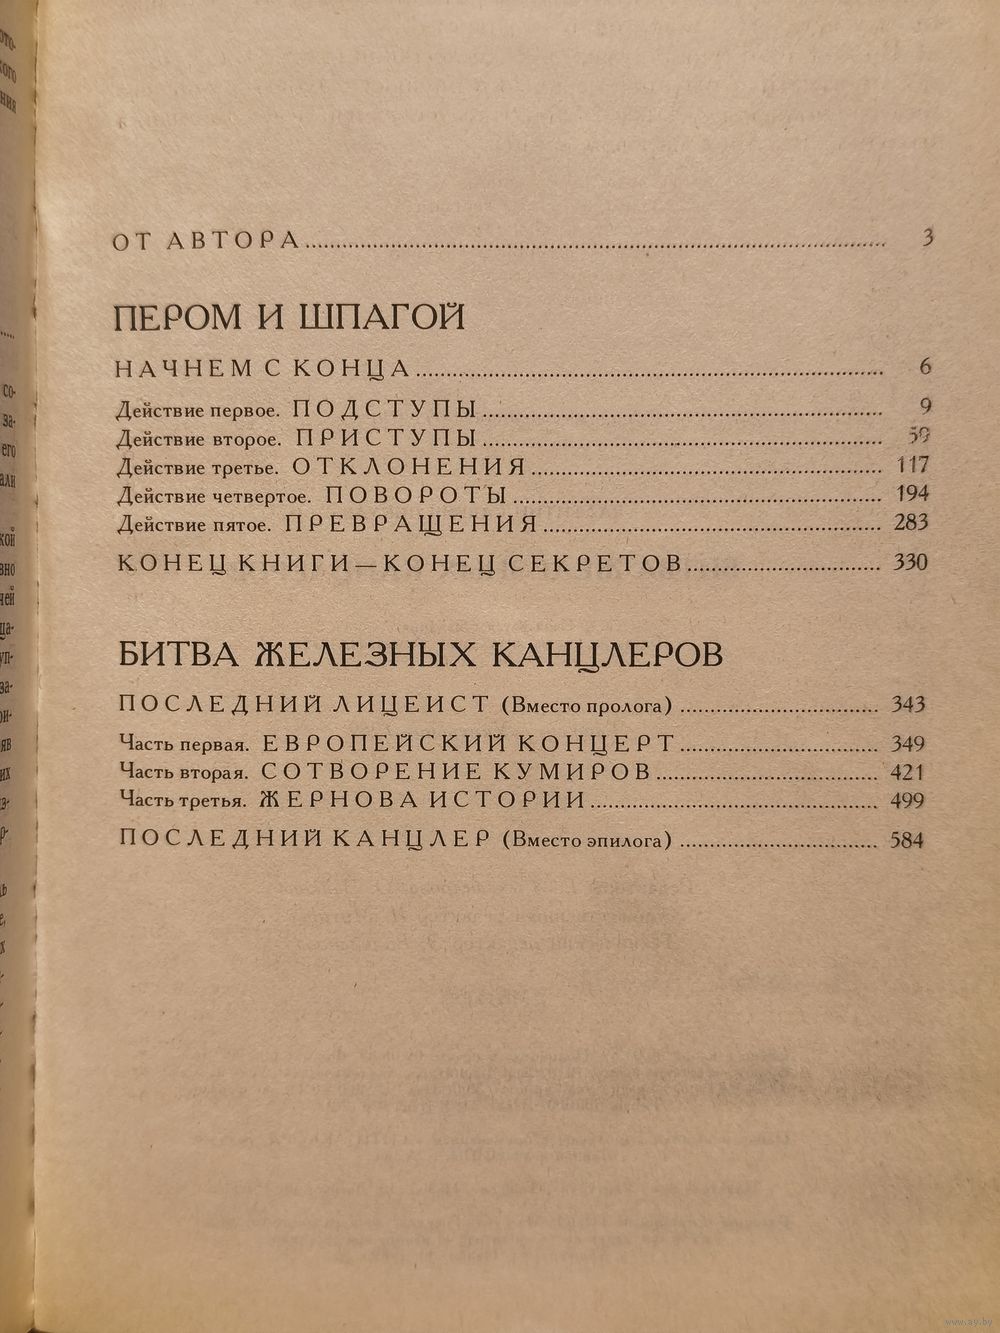 ОТ АВТОРА 3
ПЕРОМ И ШПАГОЙ
НАЧНЕМ С КОНЦА 6
Действие первое. ПОДСТУПЫ 9
Действие второе. ПРИСТУПЫ 59
Действие третье. ОТКЛОНЕНИЯ 117
Действие четвертое. ПОВОРОТЫ 194
Действие пятое. ПРЕВРАЩЕНИЯ 283
КОНЕЦ КНИГИ — КОНЕЦ СЕКРЕТОВ 330
БИТВА ЖЕЛЕЗНЫХ КАНЦЛЕРОВ
ПОСЛЕДНИЙ ЛИЦЕИСТ (Вместо пролога) 343
Часть первая. ЕВРОПЕЙСКИЙ КОНЦЕРТ 349
Часть вторая. СОТВОРЕНИЕ КУМИРОВ 421
Часть третья. ЖЕРНОВА ИСТОРИИ 499
ПОСЛЕДНИЙ КАНЦЛЕР (Вместо эпилога) 584
www.ay.by